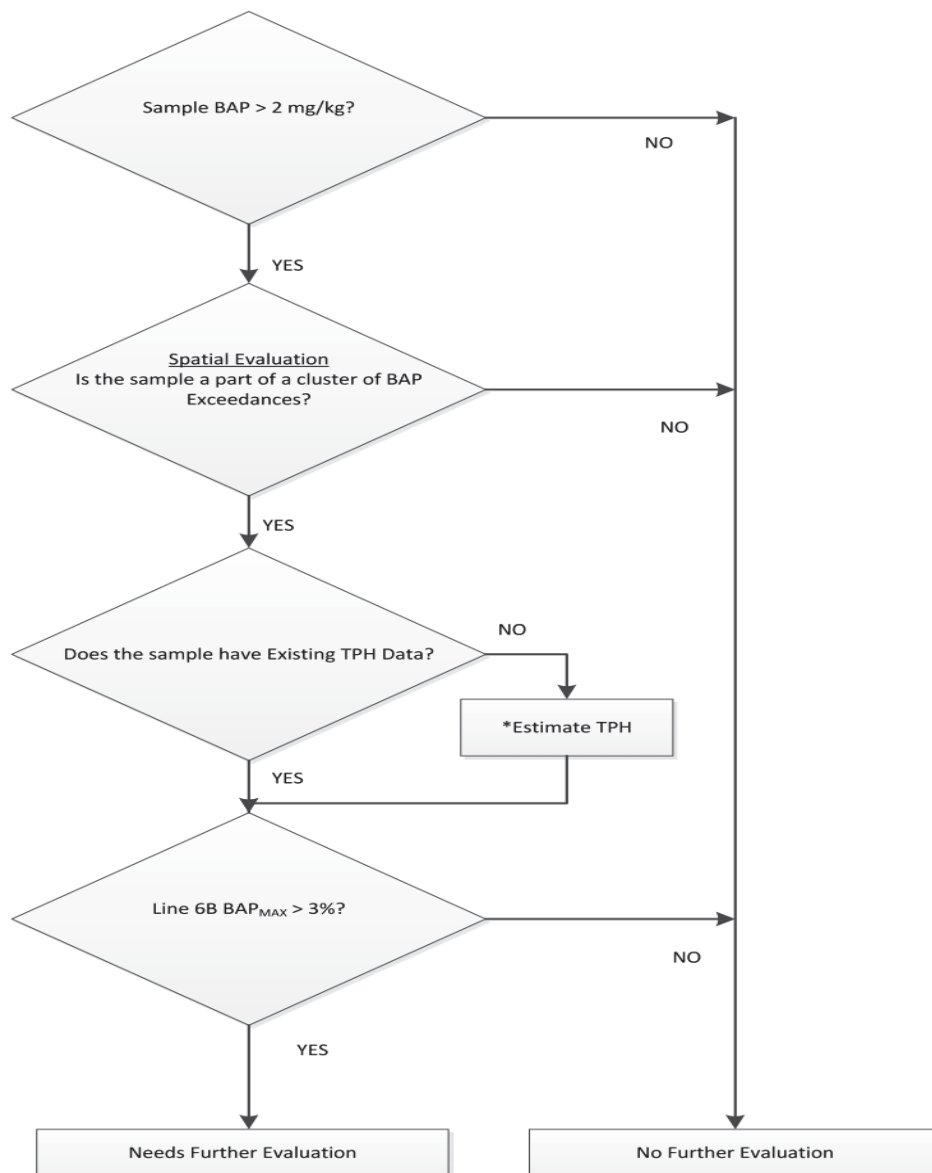 Sample BAP > 2 mg/kg?
NO
YES
Spatial Evaluation
Is the sample a part of a cluster of BAP
Exceedances?
NO
YES
NO
Does the sample have Existing TPH Data?
*Estimate TPH
YES
Line 6B BAPMAX > 3%?
NO
YES
Needs Further Evaluation
No Further Evaluation